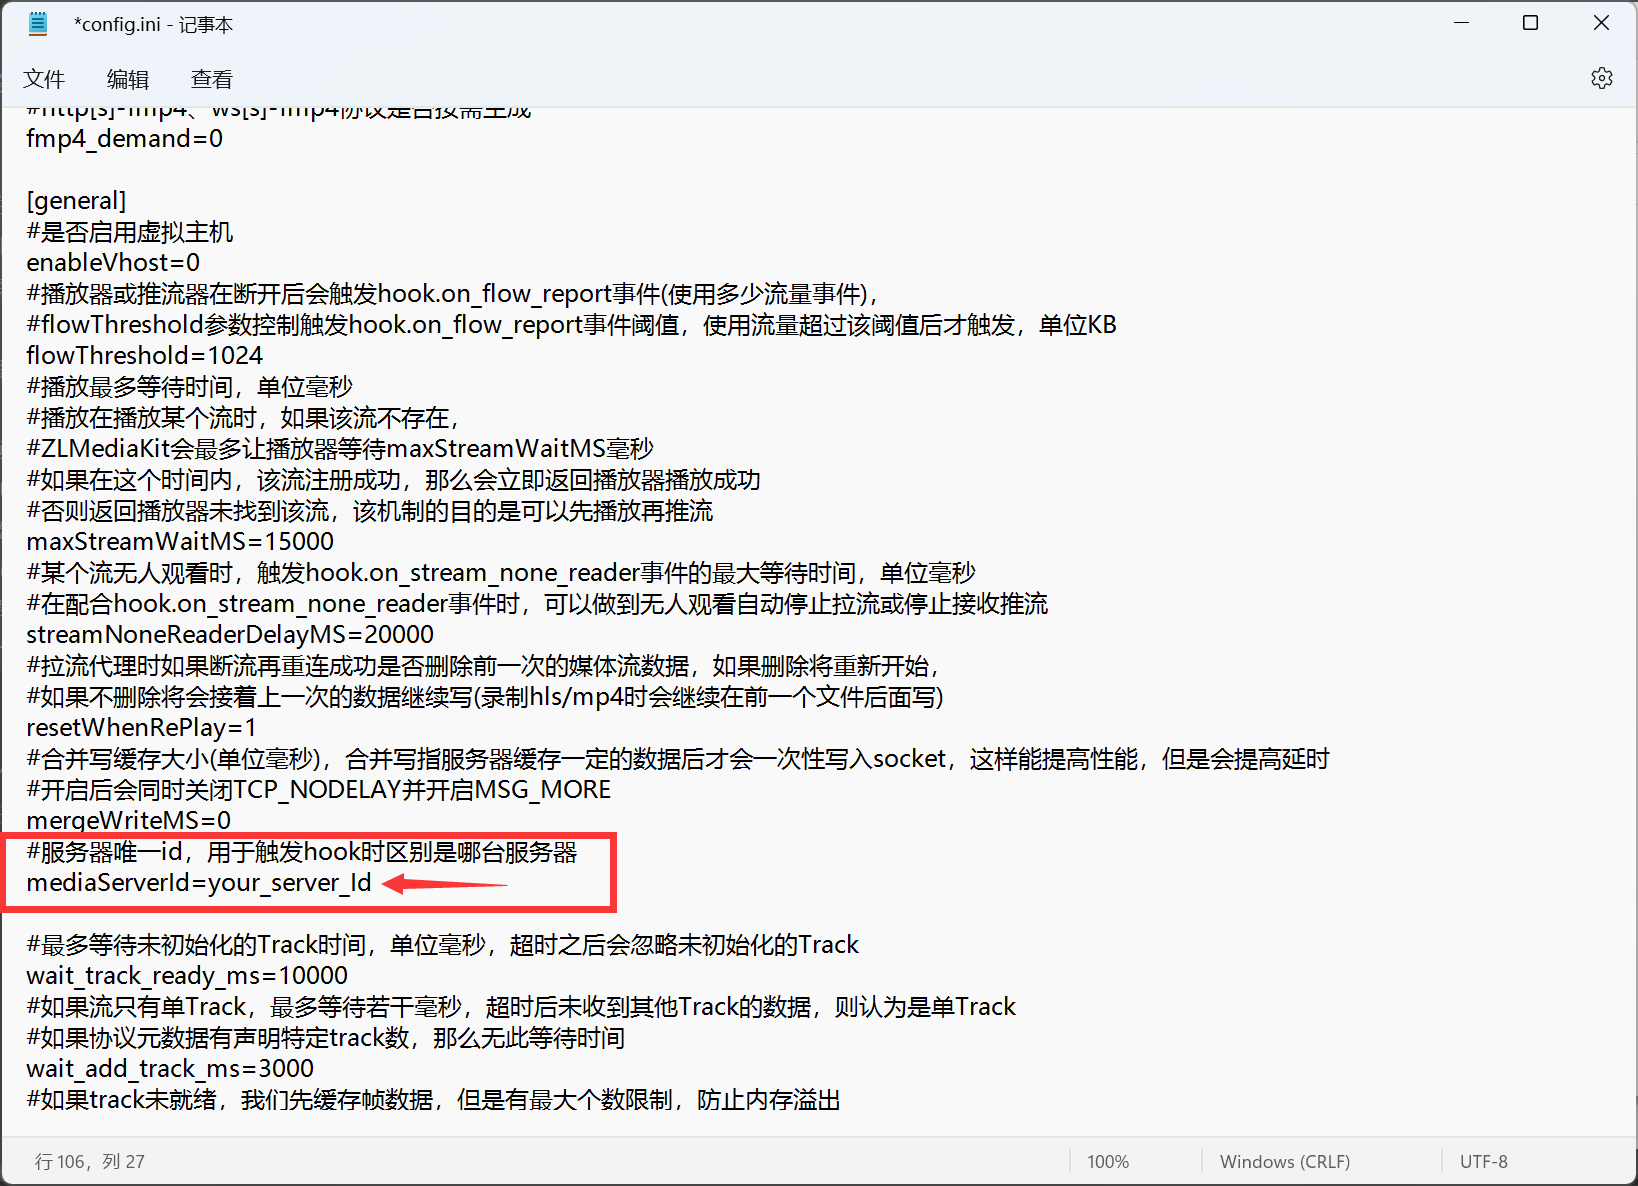 *config.ini - 记事本
文件 编辑 查看
#http[s]-fmp4、ws[s]-fmp4协议是否按需生成
fmp4_demand=0
[general]
#是否启用虚拟主机
enableVhost=0
#播放器或推流器在断开后会触发hook.on_flow_report事件(使用多少流量事件)，
#flowThreshold参数控制触发hook.on_flow_report事件阈值，使用流量超过该阈值后才触发，单位KB
flowThreshold=1024
#播放最多等待时间，单位毫秒
#播放在播放某个流时，如果该流不存在，
#ZLMediaKit会最多让播放器等待maxStreamWaitMS毫秒
#如果在这个时间内，该流注册成功，那么会立即返回播放器播放成功
#否则返回播放器未找到该流，该机制的目的是可以先播放再推流
maxStreamWaitMS=15000
#某个流无人观看时，触发hook.on_stream_none_reader事件的最大等待时间，单位毫秒
#在配合hook.on_stream_none_reader事件时，可以做到无人观看自动停止拉流或停止接收推流
streamNoneReaderDelayMS=20000
#拉流代理时如果断流再重连成功是否删除前一次的媒体流数据，如果删除将重新开始，
#如果不删除将会接着上一次的数据继续写(录制hls/mp4时会继续在前一个文件后面写)
resetWhenRePlay=1
#合并写缓存大小(单位毫秒)，合并写指服务器缓存一定的数据后才会一次性写入socket，这样能提高性能，但是会提高延时
#开启后会同时关闭TCP_NODELAY并开启MSG_MORE
mergeWriteMS=0
#服务器唯一id，用于触发hook时区别是哪台服务器
mediaServerId=your_server_Id
#最多等待未初始化的Track时间，单位毫秒，超时之后会忽略未初始化的Track
wait_track_ready_ms=10000
#如果流只有单Track，最多等待若干毫秒，超时后未收到其他Track的数据，则认为是单Track
#如果协议元数据有声明特定track数，那么无此等待时间
wait_add_track_ms=3000
#如果track未就绪，我们先缓存帧数据，但是有最大个数限制，防止内存溢出
行 106，列 27 100% Windows (CRLF) UTF-8